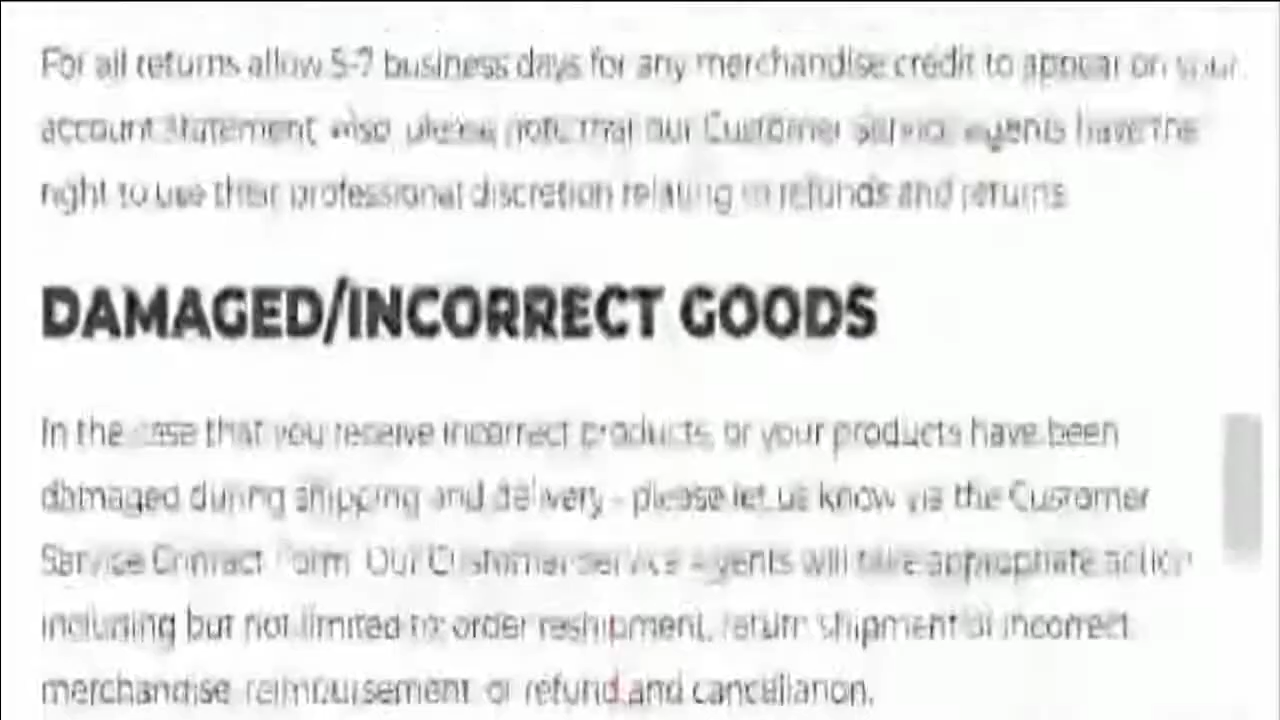 For all returns allow 5-7 business days for any merchandise credit to appear on your
account statement, also, please note that our Customer Service agents have the
right to use their professional discretion relating to refunds and returns.
DAMAGED/INCORRECT GOODS
In the case that you receive incorrect products, or your products have been
damaged during shipping and delivery - please let us know via the Customer
Service Contact Form. Our Customer service agents will take appropriate action
including but not limited to: order reshipment, return shipment of incorrect
merchandise reimbursement or refund and cancellation.